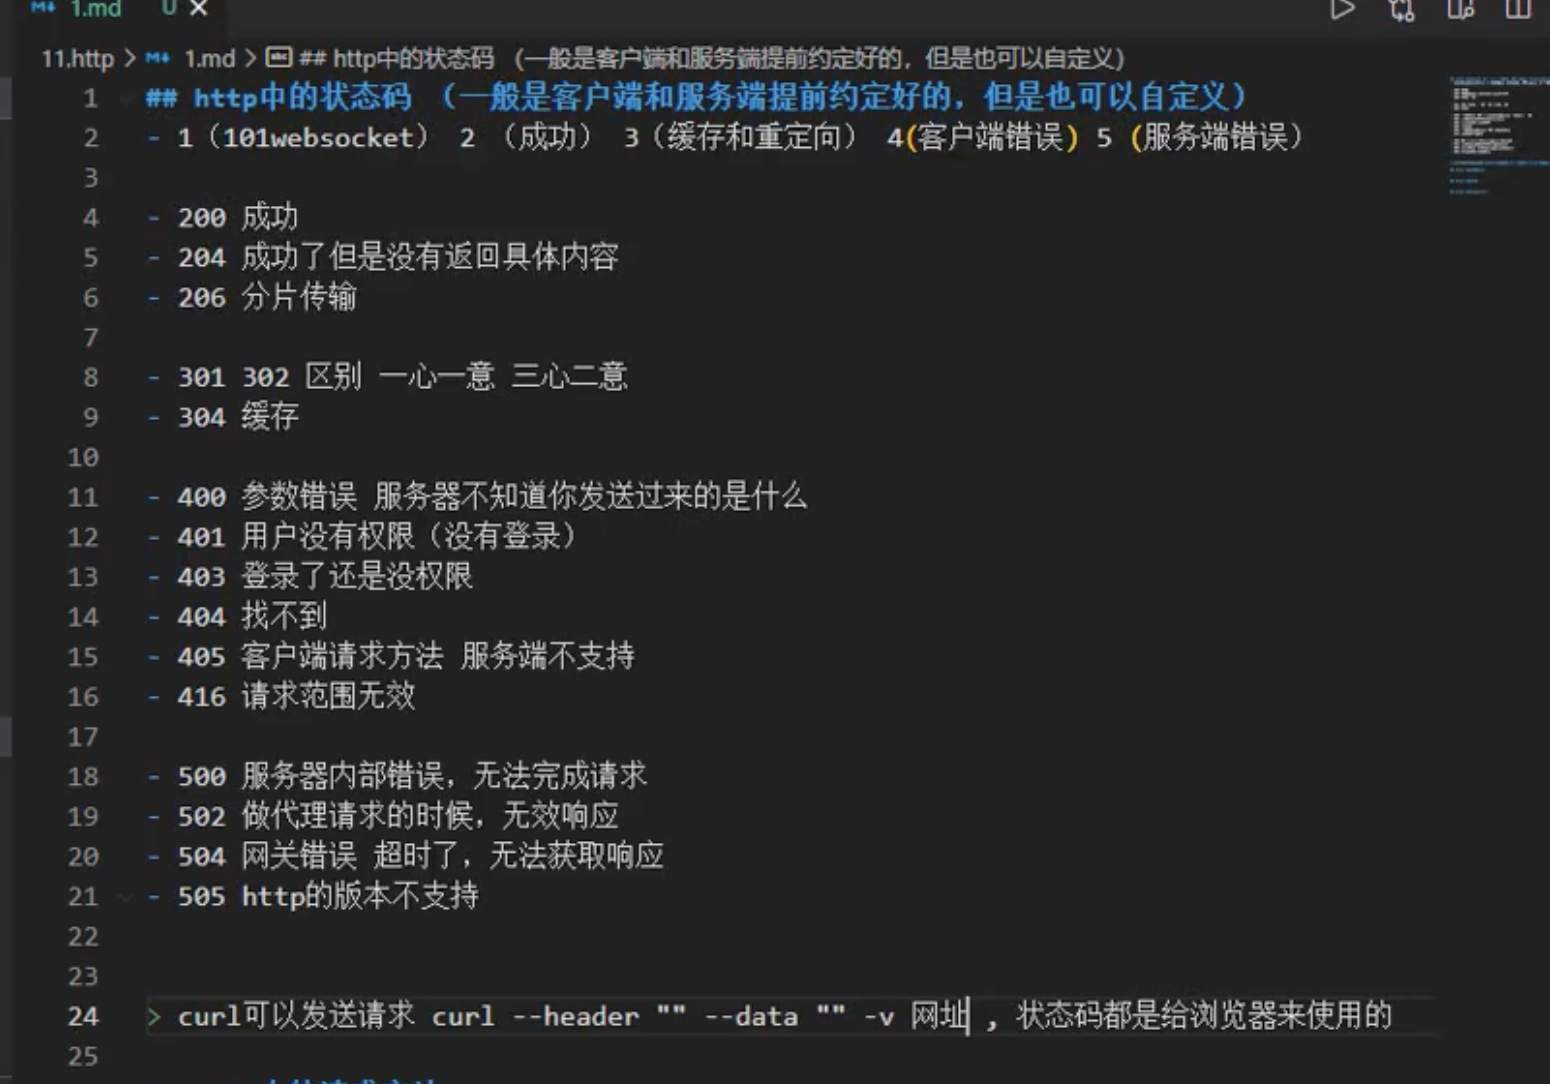 1.md U
11.http > 1.md > ## http中的状态码 （一般是客户端和服务端提前约定好的，但是也可以自定义）
1 ## http中的状态码 （一般是客户端和服务端提前约定好的，但是也可以自定义）
2 - 1（101websocket） 2 （成功） 3（缓存和重定向） 4(客户端错误) 5 (服务端错误）
3
4 - 200 成功
5 - 204 成功了但是没有返回具体内容
6 - 206 分片传输
7
8 - 301 302 区别 一心一意 三心二意
9 - 304 缓存
10
11 - 400 参数错误 服务器不知道你发送过来的是什么
12 - 401 用户没有权限（没有登录）
13 - 403 登录了还是没权限
14 - 404 找不到
15 - 405 客户端请求方法 服务端不支持
16 - 416 请求范围无效
17
18 - 500 服务器内部错误，无法完成请求
19 - 502 做代理请求的时候，无效响应
20 - 504 网关错误 超时了，无法获取响应
21 - 505 http的版本不支持
22
23
24 > curl可以发送请求 curl --header "" --data "" -v 网址 , 状态码都是给浏览器来使用的
25